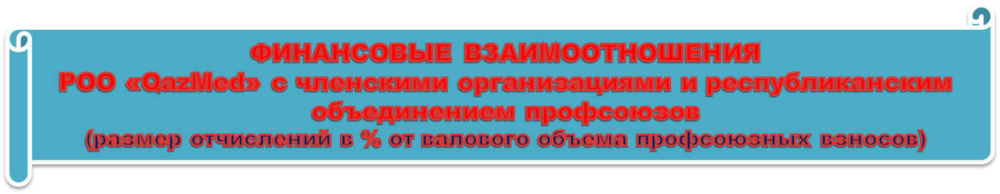 ФИНАНСОВЫЕ ВЗАИМООТНОШЕНИЯ
РОО «QazMed» с членскими организациями и республиканским
объединением профсоюзов
(размер отчислений в % от валового объема профсоюзных взносов)